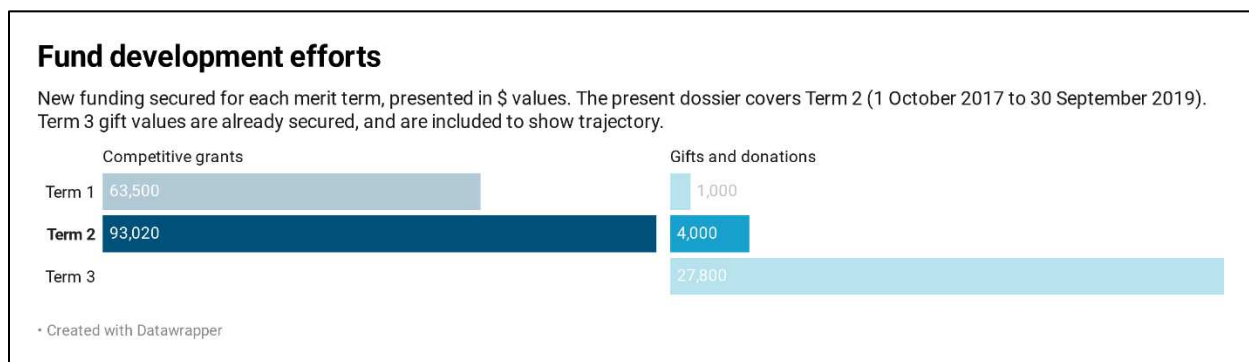 Fund development efforts
New funding secured for each merit term, presented in $ values. The present dossier covers Term 2 (1 October 2017 to 30 September 2019).
Term 3 gift values are already secured, and are included to show trajectory.
Competitive grants Gifts and donations
Term 1 63,500 1,000
Term 2 93,020 4,000
Term 3 27,800
• Created with Datawrapper